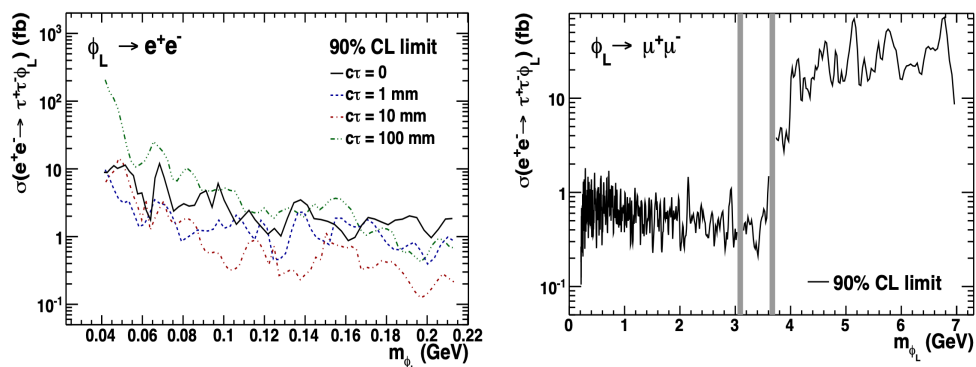 σ(e⁺e⁻→ τ⁺τ⁻ϕ_L) (fb)
10³
10²
10
1
10⁻¹
ϕ_L → e⁺e⁻
90% CL limit
cτ = 0
cτ = 1 mm
cτ = 10 mm
cτ = 100 mm
0.04 0.06 0.08 0.1 0.12 0.14 0.16 0.18 0.2 0.22
m_ϕ. (GeV)
σ(e⁺e⁻→ τ⁺τ⁻ϕ_L) (fb)
10
1
10⁻¹
ϕ_L → μ⁺μ⁻
90% CL limit
0 1 2 3 4 5 6 7
m_ϕ_L (GeV)